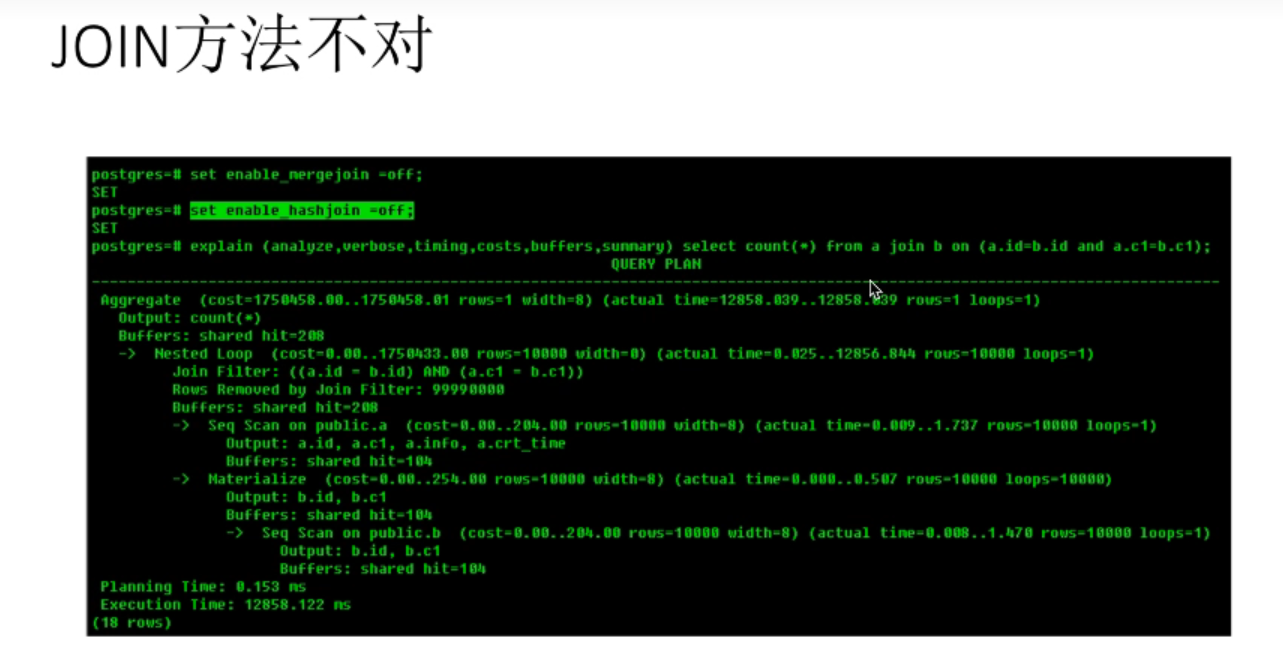 JOIN方法不对
postgres=# set enable_mergejoin =off;
SET
postgres=# set enable_hashjoin =off;
SET
postgres=# explain (analyze,verbose,timing,costs,buffers,summary) select count(*) from a join b on (a.id=b.id and a.c1=b.c1);
QUERY PLAN
Aggregate  (cost=1750458.00..1750458.01 rows=1 width=8) (actual time=12858.039..12858.039 rows=1 loops=1)
Output: count(*)
Buffers: shared hit=208
->  Nested Loop  (cost=0.00..1750433.00 rows=10000 width=0) (actual time=0.025..12856.844 rows=10000 loops=1)
Join Filter: ((a.id = b.id) AND (a.c1 = b.c1))
Rows Removed by Join Filter: 99990000
Buffers: shared hit=208
->  Seq Scan on public.a  (cost=0.00..204.00 rows=10000 width=8) (actual time=0.009..1.737 rows=10000 loops=1)
Output: a.id, a.c1, a.info, a.crt_time
Buffers: shared hit=104
->  Materialize  (cost=0.00..254.00 rows=10000 width=8) (actual time=0.000..0.507 rows=10000 loops=10000)
Output: b.id, b.c1
Buffers: shared hit=104
->  Seq Scan on public.b  (cost=0.00..204.00 rows=10000 width=8) (actual time=0.008..1.470 rows=10000 loops=1)
Output: b.id, b.c1
Buffers: shared hit=104
Planning Time: 0.153 ms
Execution Time: 12858.122 ms
(18 rows)